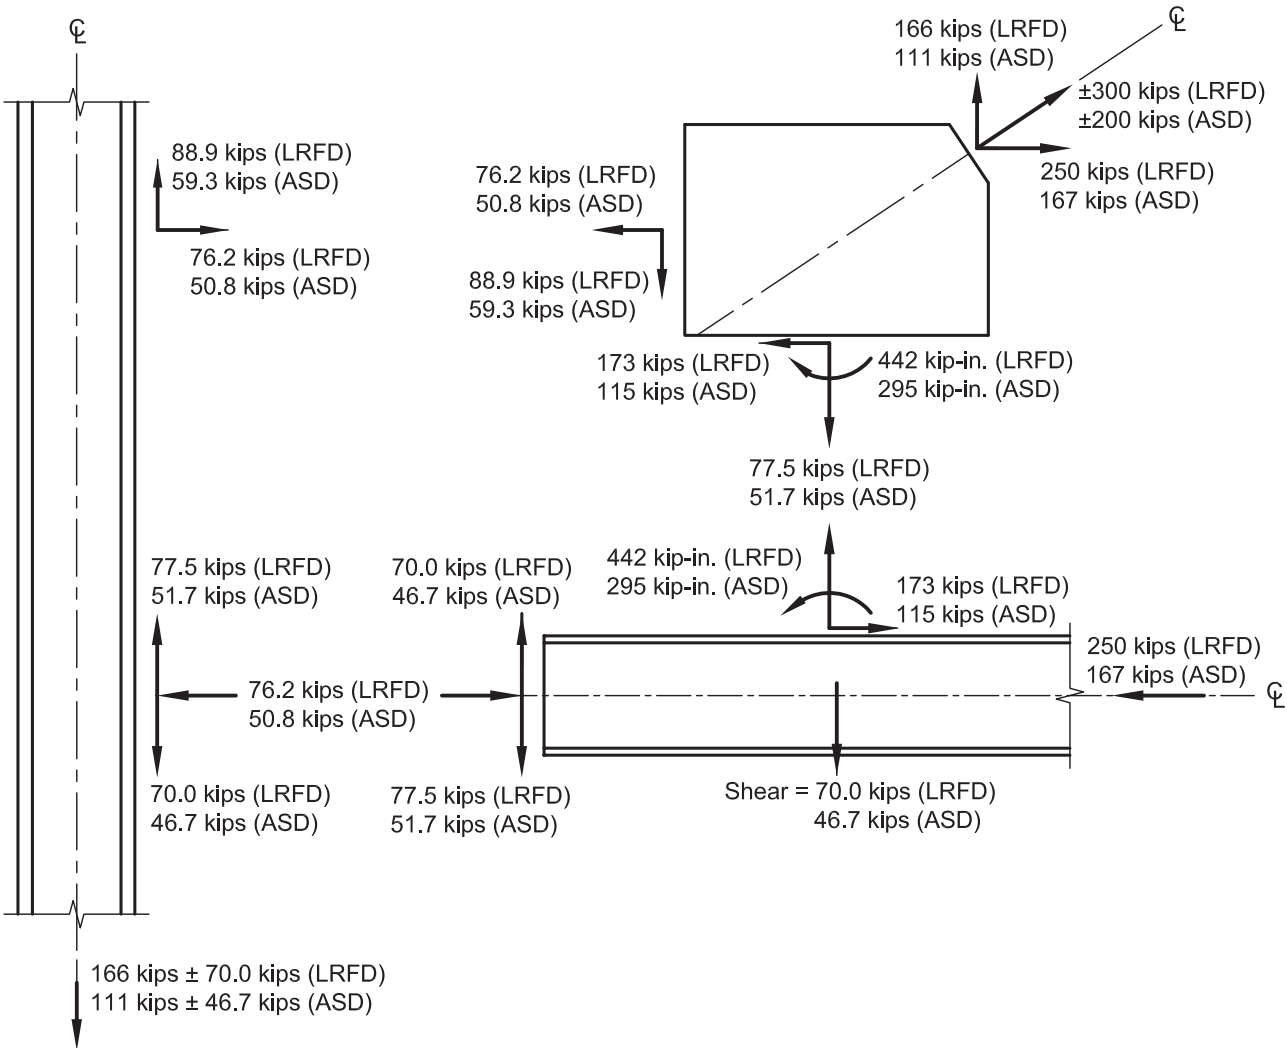 ℄
166 kips (LRFD)
111 kips (ASD)
℄
±300 kips (LRFD)
±200 kips (ASD)
88.9 kips (LRFD)
59.3 kips (ASD)
76.2 kips (LRFD)
50.8 kips (ASD)
250 kips (LRFD)
167 kips (ASD)
76.2 kips (LRFD)
50.8 kips (ASD)
88.9 kips (LRFD)
59.3 kips (ASD)
173 kips (LRFD)
115 kips (ASD)
442 kip-in. (LRFD)
295 kip-in. (ASD)
77.5 kips (LRFD)
51.7 kips (ASD)
77.5 kips (LRFD)
51.7 kips (ASD)
70.0 kips (LRFD)
46.7 kips (ASD)
442 kip-in. (LRFD)
295 kip-in. (ASD)
173 kips (LRFD)
115 kips (ASD)
250 kips (LRFD)
167 kips (ASD)
℄
76.2 kips (LRFD)
50.8 kips (ASD)
70.0 kips (LRFD)
46.7 kips (ASD)
77.5 kips (LRFD)
51.7 kips (ASD)
Shear = 70.0 kips (LRFD)
46.7 kips (ASD)
166 kips ± 70.0 kips (LRFD)
111 kips ± 46.7 kips (ASD)